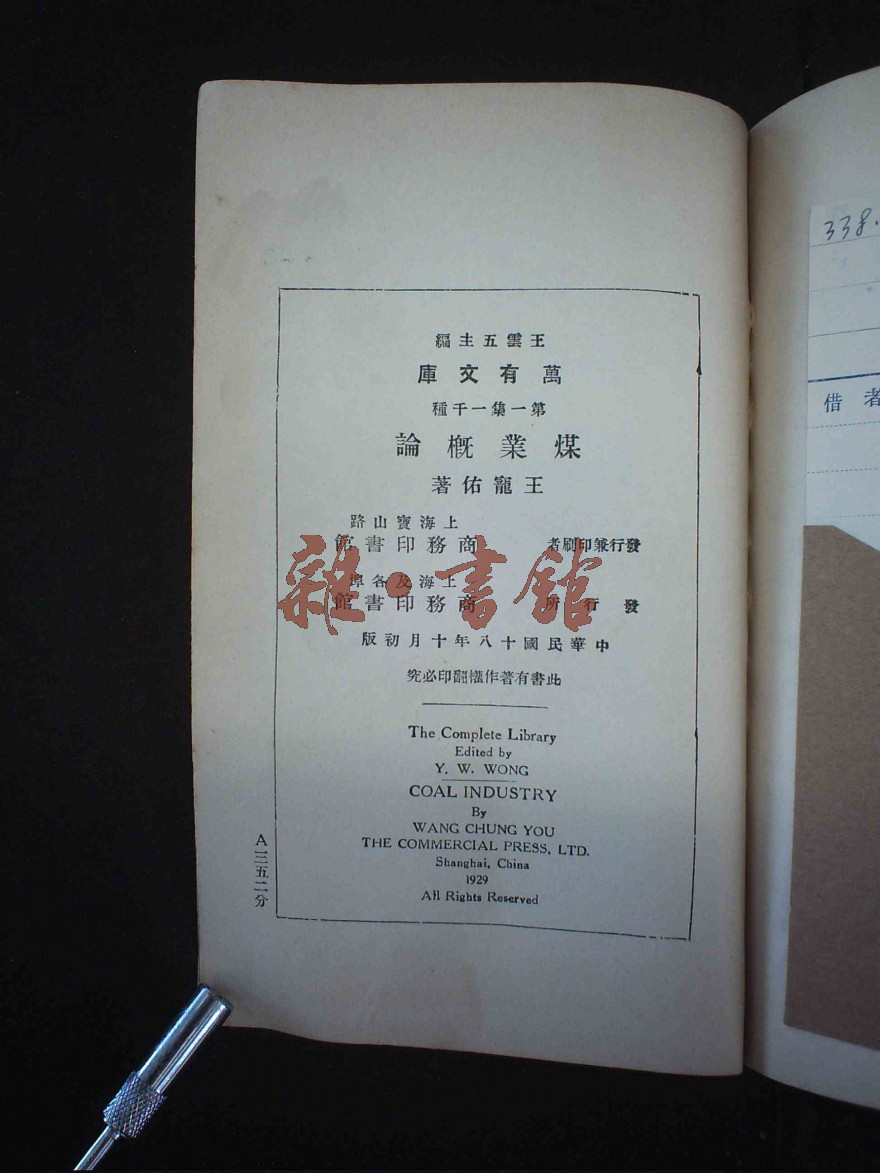 王雲五主編
萬有文庫
第一集一千種
煤業概論
王寵佑著
上海寶山路
發行兼印刷者 商務印書館
上海及各埠
發行所 商務印書館
中華民國十八年十月初版
此書有著作權翻印必究
The Complete Library
Edited by
Y. W. WONG
COAL INDUSTRY
By
WANG CHUNG YOU
THE COMMERCIAL PRESS, LTD.
Shanghai, China
1929
All Rights Reserved
A一三五二分
雜·書館
338.
借者